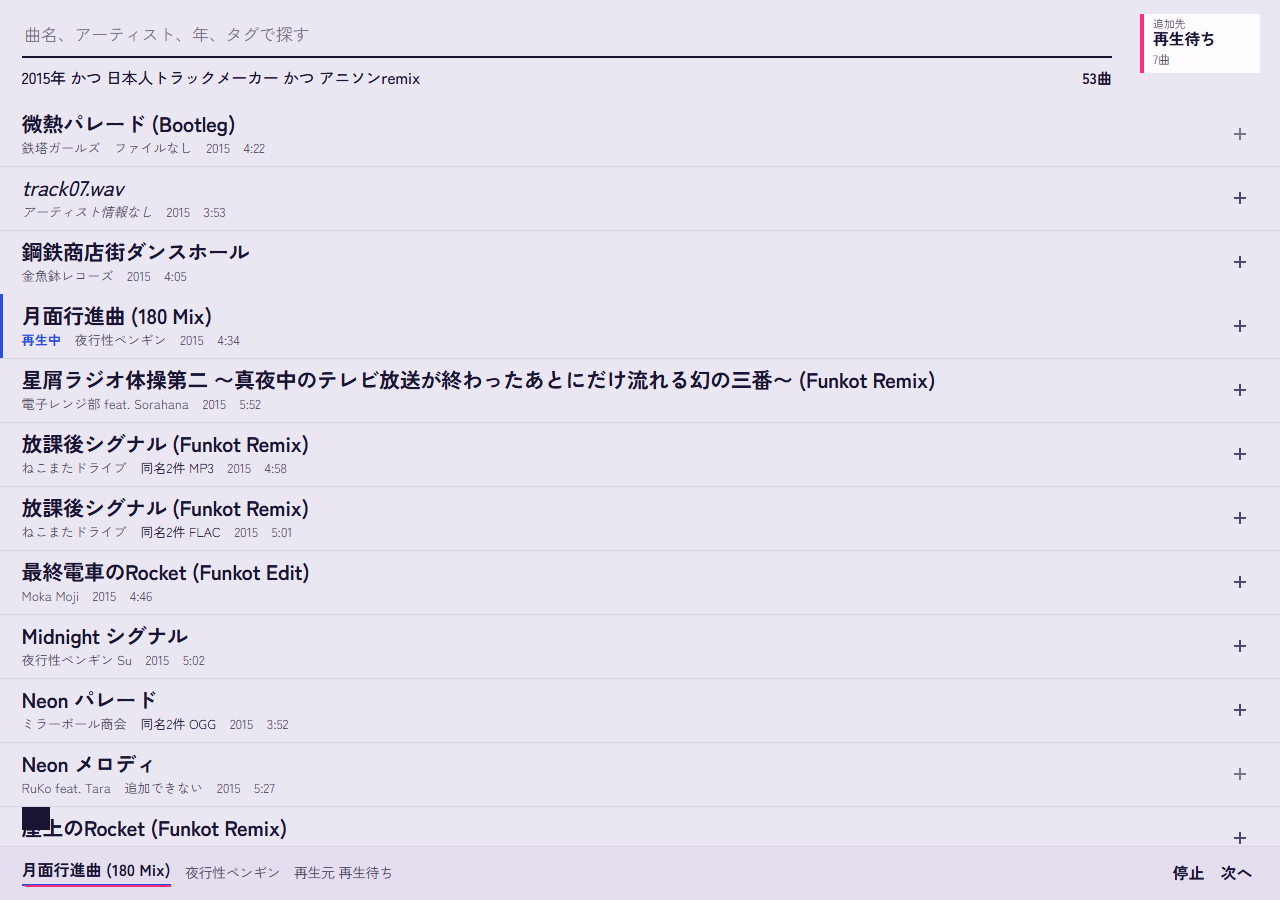 曲名、アーティスト、年、タグで探す
追加先
再生待ち
7曲
2015年 かつ 日本人トラックメーカー かつ アニソンremix
53曲
微熱パレード (Bootleg)
鉄塔ガールズ ファイルなし 2015 4:22
track07.wav
アーティスト情報なし 2015 3:53
鋼鉄商店街ダンスホール
金魚鉢レコーズ 2015 4:05
月面行進曲 (180 Mix)
再生中 夜行性ペンギン 2015 4:34
星屑ラジオ体操第二 〜真夜中のテレビ放送が終わったあとにだけ流れる幻の三番〜 (Funkot Remix)
電子レンジ部 feat. Sorahana 2015 5:52
放課後シグナル (Funkot Remix)
ねこまたドライブ 同名2件 MP3 2015 4:58
放課後シグナル (Funkot Remix)
ねこまたドライブ 同名2件 FLAC 2015 5:01
最終電車のRocket (Funkot Edit)
Moka Moji 2015 4:46
Midnight シグナル
夜行性ペンギン Su 2015 5:02
Neon パレード
ミラーボール商会 同名2件 OGG 2015 3:52
Neon メロディ
RuKo feat. Tara 追加できない 2015 5:27
上のRocket (Funkot Remix)
月面行進曲 (180 Mix) 夜行性ペンギン 再生元 再生待ち
停止 次へ